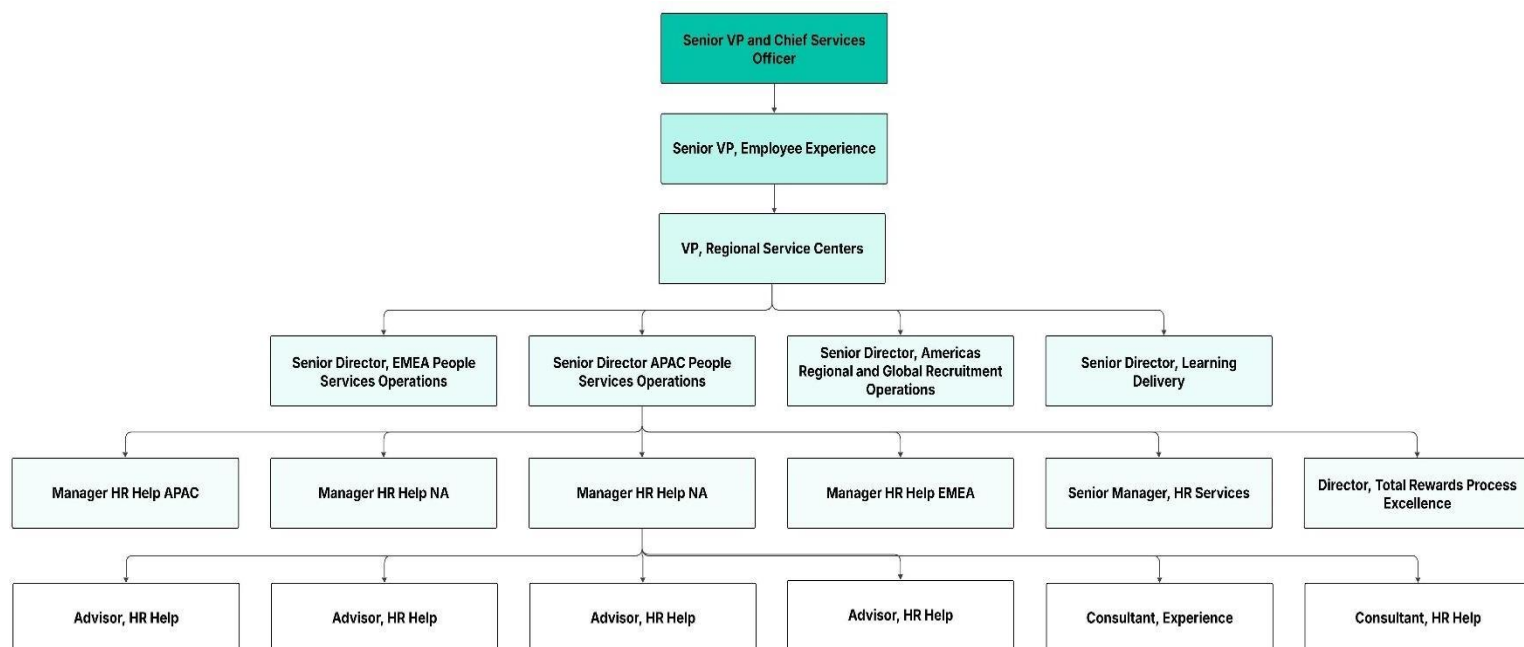 Senior VP and Chief Services
Officer
Senior VP, Employee Experience
VP, Regional Service Centers
Senior Director, EMEA People
Services Operations
Senior Director APAC People
Services Operations
Senior Director, Americas
Regional and Global Recruitment
Operations
Senior Director, Learning
Delivery
Manager HR Help APAC
Manager HR Help NA
Manager HR Help NA
Manager HR Help EMEA
Senior Manager, HR Services
Director, Total Rewards Process
Excellence
Advisor, HR Help
Advisor, HR Help
Advisor, HR Help
Advisor, HR Help
Consultant, Experience
Consultant, HR Help